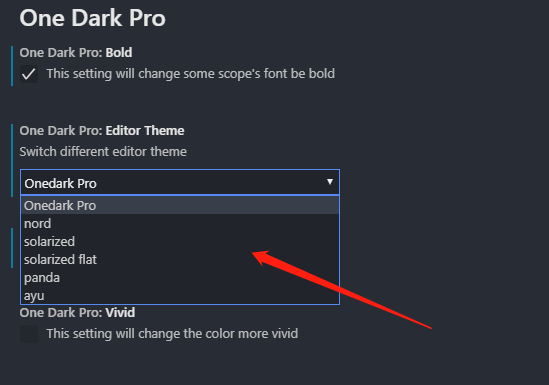 One Dark Pro
One Dark Pro: Bold
This setting will change some scope's font be bold
One Dark Pro: Editor Theme
Switch different editor theme
Onedark Pro
Onedark Pro
nord
solarized
solarized flat
panda
ayu
One Dark Pro: Vivid
This setting will change the color more vivid